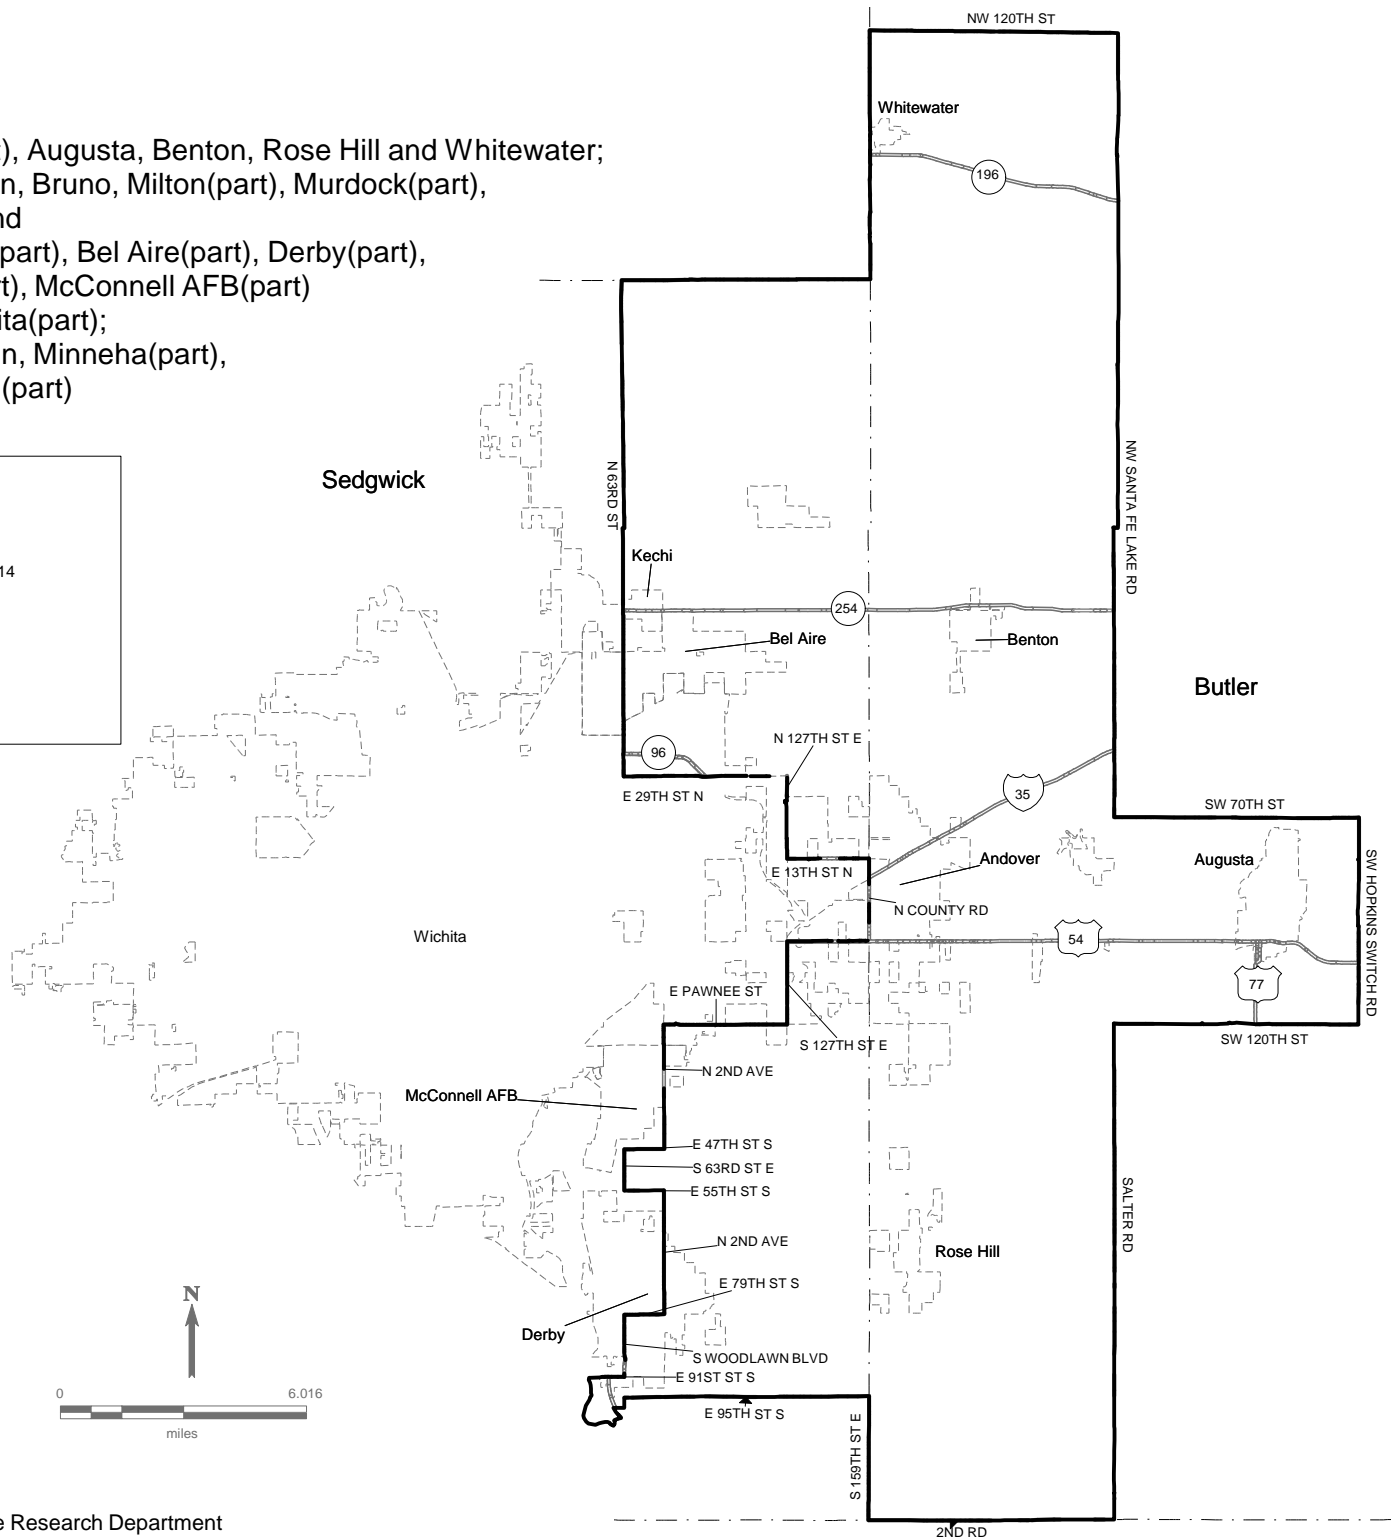 NW 120TH ST
Whitewater
), Augusta, Benton, Rose Hill and Whitewater;
n, Bruno, Milton(part), Murdock(part),
nd
part), Bel Aire(part), Derby(part),
t), McConnell AFB(part)
ita(part);
n, Minneha(part),
(part)
196
Sedgwick
N 63RD ST
NW SANTA FE LAKE RD
14
Kechi
254
Bel Aire
Benton
Butler
N 127TH ST E
96
E 29TH ST N
35
SW 70TH ST
E 13TH ST N
Andover
Augusta
SW HOPKINS SWITCH RD
N COUNTY RD
Wichita
54
77
E PAWNEE ST
S 127TH ST E
SW 120TH ST
N 2ND AVE
McConnell AFB
E 47TH ST S
S 63RD ST E
E 55TH ST S
SALTER RD
N 2ND AVE
Rose Hill
E 79TH ST S
N
Derby
S WOODLAWN BLVD
E 91ST ST S
0 6.016
miles
E 95TH ST S
S 159TH ST E
e Research Department
2ND RD